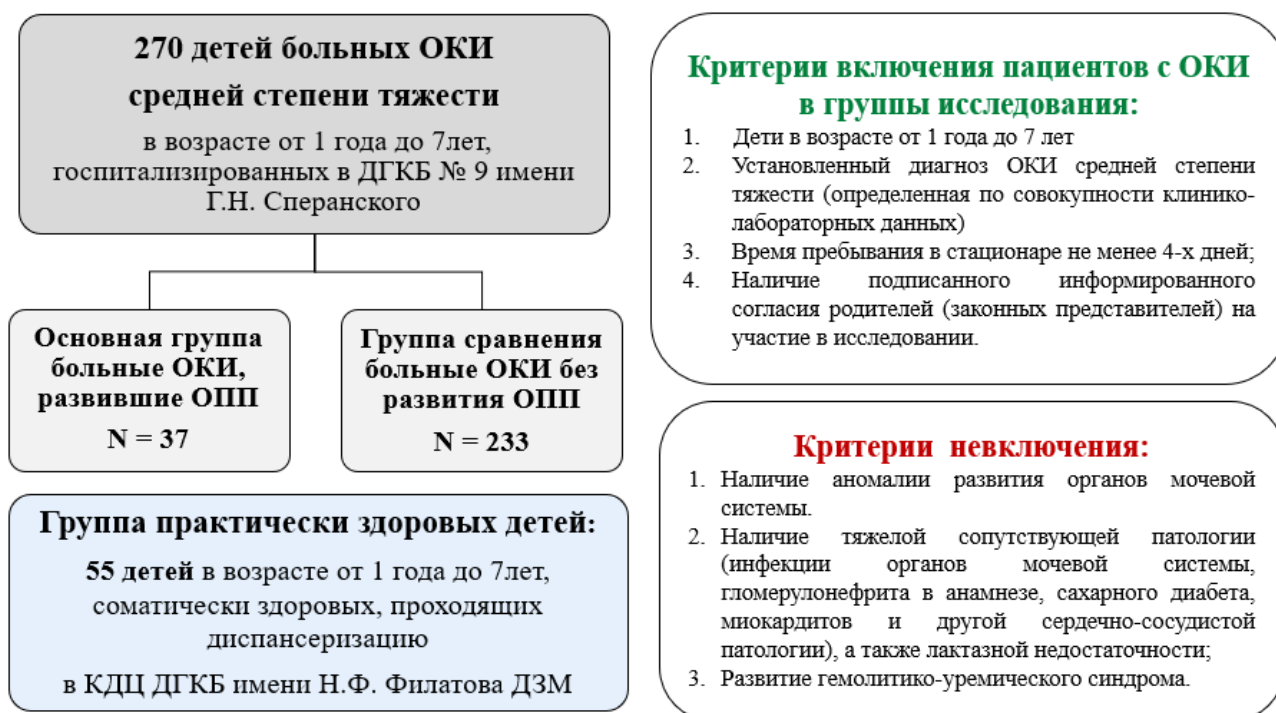 270 детей больных ОКИ
средней степени тяжести
в возрасте от 1 года до 7лет,
госпитализированных в ДГКБ № 9 имени
Г.Н. Сперанского
Основная группа
больные ОКИ,
развившие ОПП
N = 37
Группа сравнения
больные ОКИ без
развития ОПП
N = 233
Группа практически здоровых детей:
55 детей в возрасте от 1 года до 7лет,
соматически здоровых, проходящих
диспансеризацию
в КДЦ ДГКБ имени Н.Ф. Филатова ДЗМ
Критерии включения пациентов с ОКИ
в группы исследования:
1. Дети в возрасте от 1 года до 7 лет
2. Установленный диагноз ОКИ средней степени
тяжести (определенная по совокупности клинико-
лабораторных данных)
3. Время пребывания в стационаре не менее 4-х дней;
4. Наличие подписанного информированного
согласия родителей (законных представителей) на
участие в исследовании.
Критерии невключения:
1. Наличие аномалии развития органов мочевой
системы.
2. Наличие тяжелой сопутствующей патологии
(инфекции органов мочевой системы,
гломерулонефрита в анамнезе, сахарного диабета,
миокардитов и другой сердечно-сосудистой
патологии), а также лактазной недостаточности;
3. Развитие гемолитико-уремического синдрома.